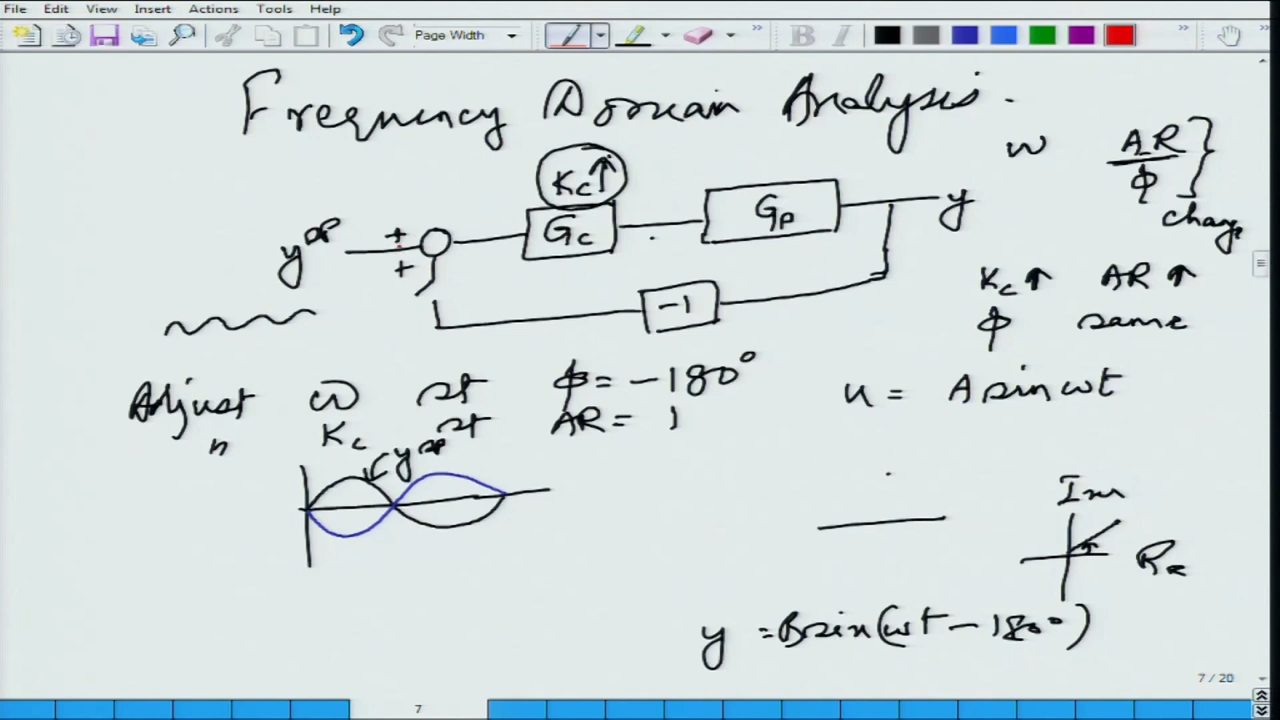 File Edit View Insert Actions Tools Help
Page Width
Frequency Domain Analysis.
ω AR
ϕ
change
Kc↑
y^sp + + Gc Gp y
-1
Kc↑ AR↑
ϕ same
Adjust ω st ϕ = -180°
" Kc st AR = 1
u = A sin ωt
y^sp
Im
Re
y = B sin(ωt - 180°)
7 / 20
7